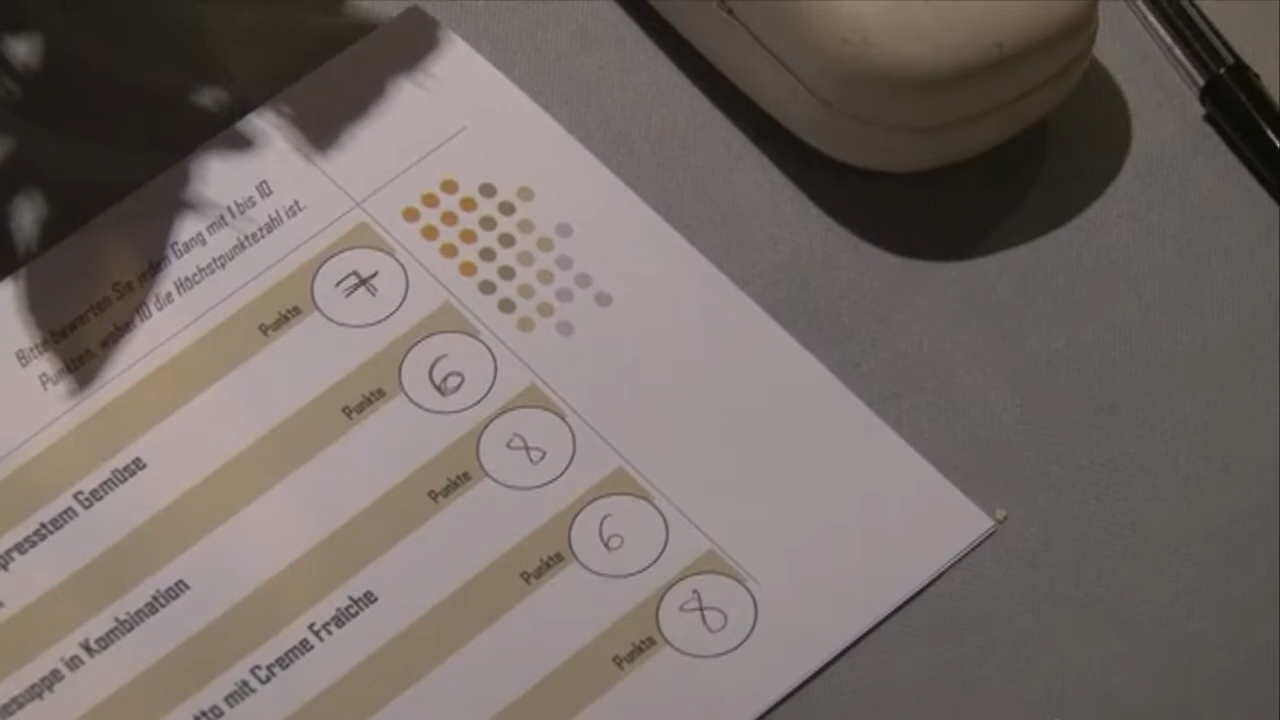 Bitte bewerten Sie jeden Gang mit 1 bis 10
Punkten, wobei 10 die Höchstpunktezahl ist.
Punkte 7
presstem Gemüse
Punkte 6
esuppe in Kombination
Punkte 8
tto mit Creme Fraîche
Punkte 6
Punkte 8